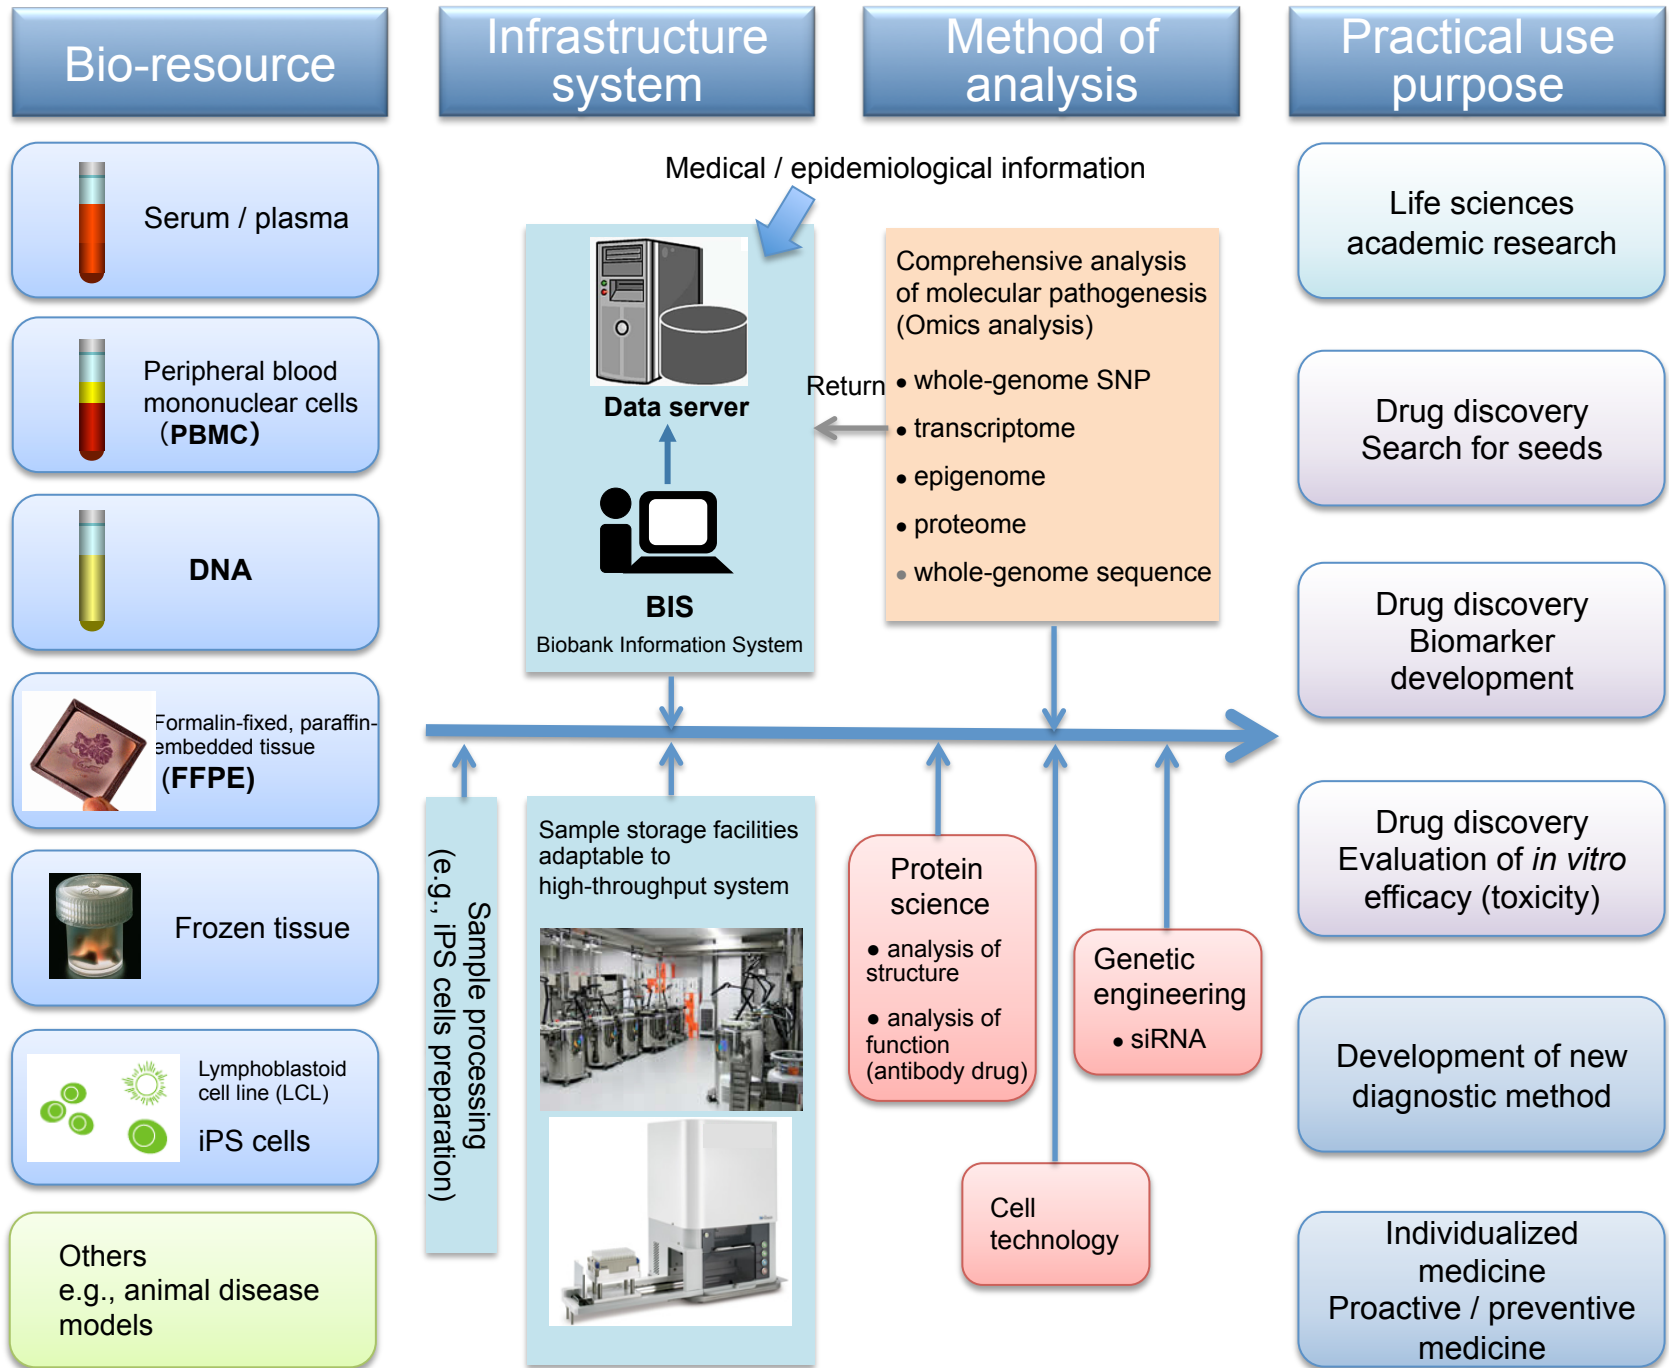 Bio-resource
Infrastructure
system
Method of
analysis
Practical use
purpose
Serum / plasma
Peripheral blood
mononuclear cells
（PBMC）
DNA
Formalin-fixed, paraffin-
embedded tissue
(FFPE)
Frozen tissue
Lymphoblastoid
cell line (LCL)
iPS cells
Others
e.g., animal disease
models
Medical / epidemiological information
Data server
BIS
Biobank Information System
Return
Sample processing
(e.g., iPS cells preparation)
Sample storage facilities
adaptable to
high-throughput system
Comprehensive analysis
of molecular pathogenesis
(Omics analysis)
• whole-genome SNP
• transcriptome
• epigenome
• proteome
• whole-genome sequence
Protein
science
● analysis of
structure
● analysis of
function
(antibody drug)
Cell
technology
Genetic
engineering
• siRNA
Life sciences
academic research
Drug discovery
Search for seeds
Drug discovery
Biomarker
development
Drug discovery
Evaluation of in vitro
efficacy (toxicity)
Development of new
diagnostic method
Individualized
medicine
Proactive / preventive
medicine